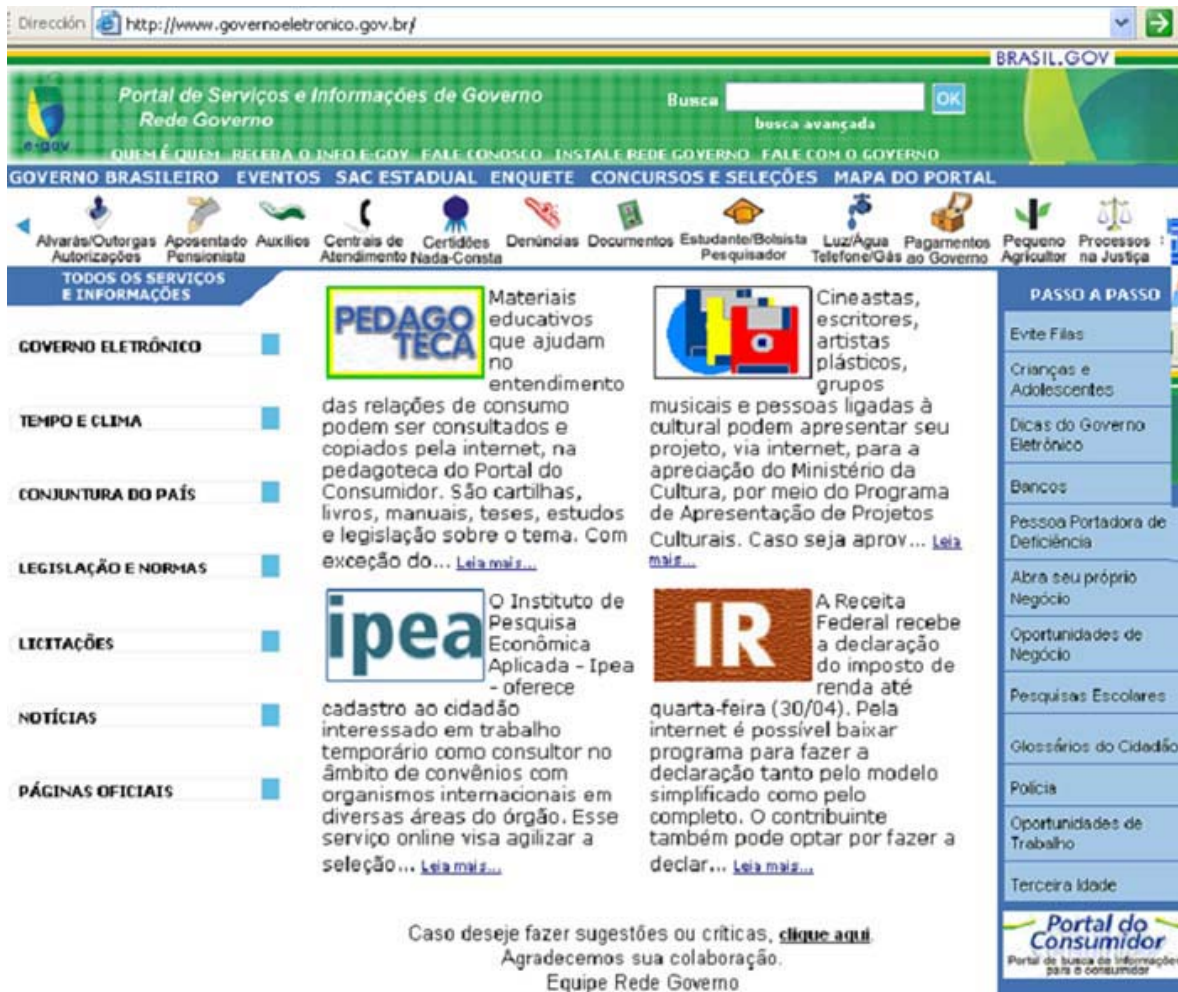 Dirección http://www.governoeletronico.gov.br/
BRASIL.GOV
Portal de Serviços e Informações de Governo
Rede Governo
Busca OK
busca avançada
e-gov
QUEM É QUEM RECEBA O INFO E-GOV FALE CONOSCO INSTALE REDE GOVERNO FALE COM O GOVERNO
GOVERNO BRASILEIRO EVENTOS SAC ESTADUAL ENQUETE CONCURSOS E SELEÇÕES MAPA DO PORTAL
Alvarás/Outorgas
Autorizações
Aposentado
Pensionista
Auxílios
Centrais de
Atendimento
Certidões
Nada-Consta
Denúncias
Documentos
Estudante/Bolsista
Pesquisador
Luz/Água
Telefone/Gás
Pagamentos
ao Governo
Pequeno
Agricultor
Processos
na Justiça
TODOS OS SERVIÇOS
E INFORMAÇÕES
GOVERNO ELETRÔNICO
TEMPO E CLIMA
CONJUNTURA DO PAÍS
LEGISLAÇÃO E NORMAS
LICITAÇÕES
NOTÍCIAS
PÁGINAS OFICIAIS
PEDAGO
TECA
Materiais
educativos
que ajudam
no
entendimento
das relações de consumo
podem ser consultados e
copiados pela internet, na
pedagoteca do Portal do
Consumidor. São cartilhas,
livros, manuais, teses, estudos
e legislação sobre o tema. Com
exceção do... Leia mais...
Cineastas,
escritores,
artistas
plásticos,
grupos
musicais e pessoas ligadas à
cultural podem apresentar seu
projeto, via internet, para a
apreciação do Ministério da
Cultura, por meio do Programa
de Apresentação de Projetos
Culturais. Caso seja aprov... Leia
mais...
ipea
O Instituto de
Pesquisa
Econômica
Aplicada - Ipea
- oferece
cadastro ao cidadão
interessado em trabalho
temporário como consultor no
âmbito de convênios com
organismos internacionais em
diversas áreas do órgão. Esse
serviço online visa agilizar a
seleção... Leia mais...
IR
A Receita
Federal recebe
a declaração
do imposto de
renda até
quarta-feira (30/04). Pela
internet é possível baixar
programa para fazer a
declaração tanto pelo modelo
simplificado como pelo
completo. O contribuinte
também pode optar por fazer a
declar... Leia mais...
Caso deseje fazer sugestões ou críticas, clique aqui.
Agradecemos sua colaboração.
Equipe Rede Governo
PASSO A PASSO
Evite Filas
Crianças e
Adolescentes
Dicas do Governo
Eletrônico
Bancos
Pessoa Portadora de
Deficiência
Abra seu próprio
Negócio
Oportunidades de
Negócio
Pesquisas Escolares
Glossários do Cidadão
Polícia
Oportunidades de
Trabalho
Terceira Idade
Portal do
Consumidor
Portal de busca de informações
para o consumidor